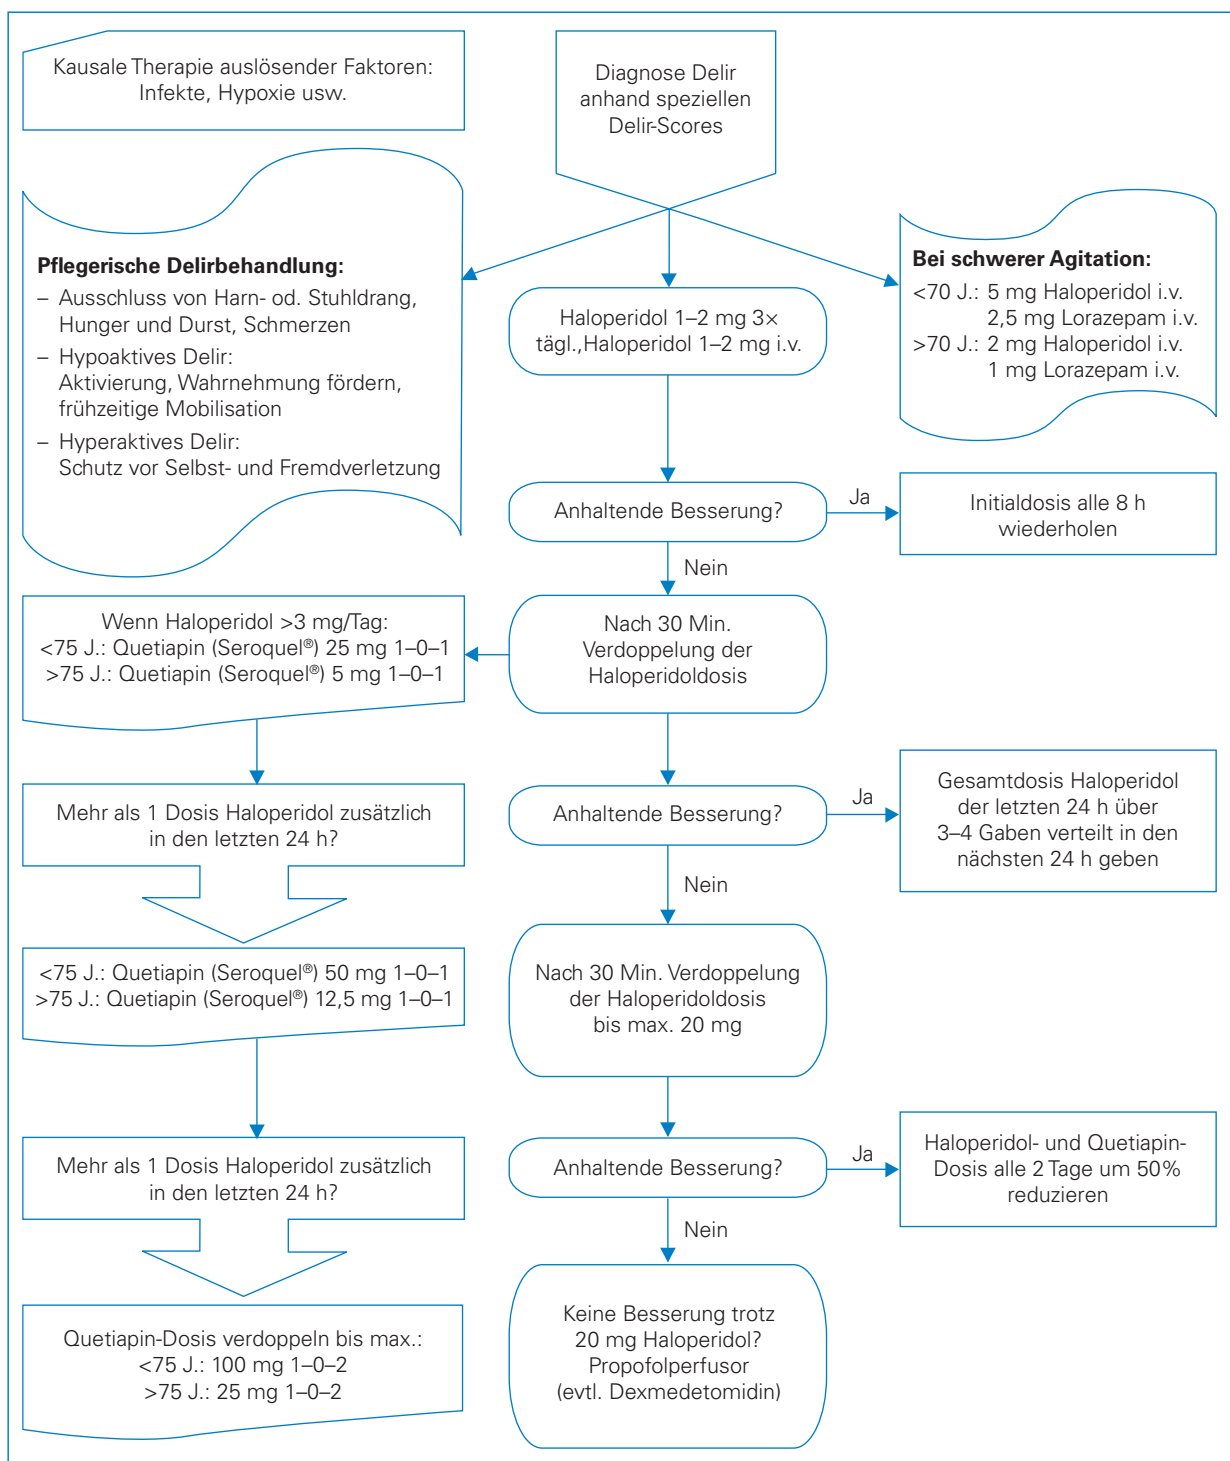 Kausale Therapie auslösender Faktoren:
Infekte, Hypoxie usw.
Diagnose Delir
anhand speziellen
Delir-Scores
Pflegerische Delirbehandlung:
– Ausschluss von Harn- od. Stuhldrang,
Hunger und Durst, Schmerzen
– Hypoaktives Delir:
Aktivierung, Wahrnehmung fördern,
frühzeitige Mobilisation
– Hyperaktives Delir:
Schutz vor Selbst- und Fremdverletzung
Haloperidol 1–2 mg 3×
tägl., Haloperidol 1–2 mg i.v.
Bei schwerer Agitation:
<70 J.: 5 mg Haloperidol i.v.
2,5 mg Lorazepam i.v.
>70 J.: 2 mg Haloperidol i.v.
1 mg Lorazepam i.v.
Anhaltende Besserung?
Ja
Initialdosis alle 8 h
wiederholen
Nein
Wenn Haloperidol >3 mg/Tag:
<75 J.: Quetiapin (Seroquel®) 25 mg 1–0–1
>75 J.: Quetiapin (Seroquel®) 5 mg 1–0–1
Nach 30 Min.
Verdoppelung der
Haloperidoldosis
Mehr als 1 Dosis Haloperidol zusätzlich
in den letzten 24 h?
Anhaltende Besserung?
Ja
Gesamtdosis Haloperidol
der letzten 24 h über
3–4 Gaben verteilt in den
nächsten 24 h geben
Nein
<75 J.: Quetiapin (Seroquel®) 50 mg 1–0–1
>75 J.: Quetiapin (Seroquel®) 12,5 mg 1–0–1
Nach 30 Min. Verdoppelung
der Haloperidoldosis
bis max. 20 mg
Mehr als 1 Dosis Haloperidol zusätzlich
in den letzten 24 h?
Anhaltende Besserung?
Ja
Haloperidol- und Quetiapin-
Dosis alle 2 Tage um 50%
reduzieren
Nein
Quetiapin-Dosis verdoppeln bis max.:
<75 J.: 100 mg 1–0–2
>75 J.: 25 mg 1–0–2
Keine Besserung trotz
20 mg Haloperidol?
Propofolperfusor
(evtl. Dexmedetomidin)